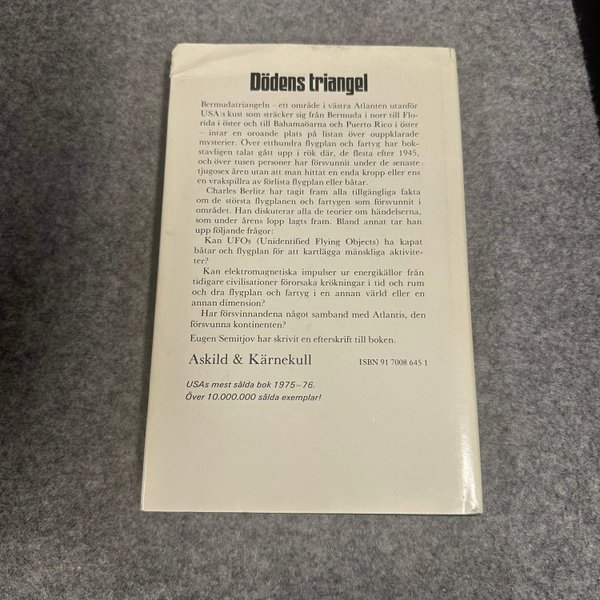 Dödens triangel
Bermudatriangeln – ett område i västra Atlanten utanför
USA:s kust som sträcker sig från Bermuda i norr till Flo-
rida i öster och till Bahamaöarna och Puerto Rico i öster
– intar en oroande plats på listan över ouppklarade
mysterier. Över etthundra flygplan och fartyg har bok-
stavligen talat gått upp i rök där, de flesta efter 1945,
och över tusen personer har försvunnit under de senaste
tjugosex åren utan att man hittat en enda kropp eller ens
en vrakspillra av förlista flygplan eller båtar.
Charles Berlitz har tagit fram alla tillgängliga fakta
om de största flygplanen och fartygen som försvunnit i
området. Han diskuterar alla de teorier om händelserna,
som under årens lopp lagts fram. Bland annat tar han
upp följande frågor:
Kan UFOs (Unidentified Flying Objects) ha kapat
båtar och flygplan för att kartlägga mänskliga aktivite-
ter?
Kan elektromagnetiska impulser ur energikällor från
tidigare civilisationer förorsaka krökningar i tid och rum
och dra flygplan och fartyg i en annan värld eller en
annan dimension?
Har försvinnandena något samband med Atlantis, den
försvunna kontinenten?
Eugen Semitjov har skrivit en efterskrift till boken.
Askild & Kärnekull ISBN 91 7008 645 1
USAs mest sålda bok 1975–76.
Över 10.000.000 sålda exemplar!